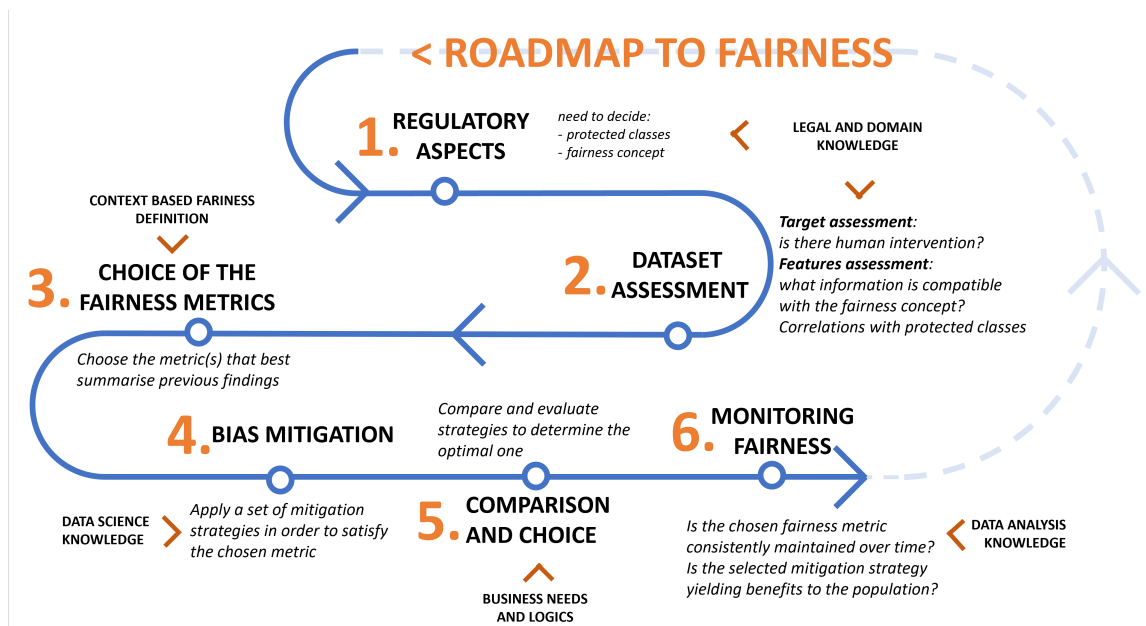 < ROADMAP TO FAIRNESS
1.
REGULATORY
ASPECTS
need to decide:
- protected classes
- fairness concept
LEGAL AND DOMAIN
KNOWLEDGE
2.
DATASET
ASSESSMENT
Target assessment:
is there human intervention?
Features assessment:
what information is compatible
with the fairness concept?
Correlations with protected classes
CONTEXT BASED FARINESS
DEFINITION
3.
CHOICE OF THE
FAIRNESS METRICS
Choose the metric(s) that best
summarise previous findings
4.
BIAS MITIGATION
DATA SCIENCE
KNOWLEDGE
Apply a set of mitigation
strategies in order to satisfy
the chosen metric
Compare and evaluate
strategies to determine the
optimal one
5.
COMPARISON
AND CHOICE
BUSINESS NEEDS
AND LOGICS
6.
MONITORING
FAIRNESS
Is the chosen fairness metric
consistently maintained over time?
Is the selected mitigation strategy
yielding benefits to the population?
DATA ANALYSIS
KNOWLEDGE